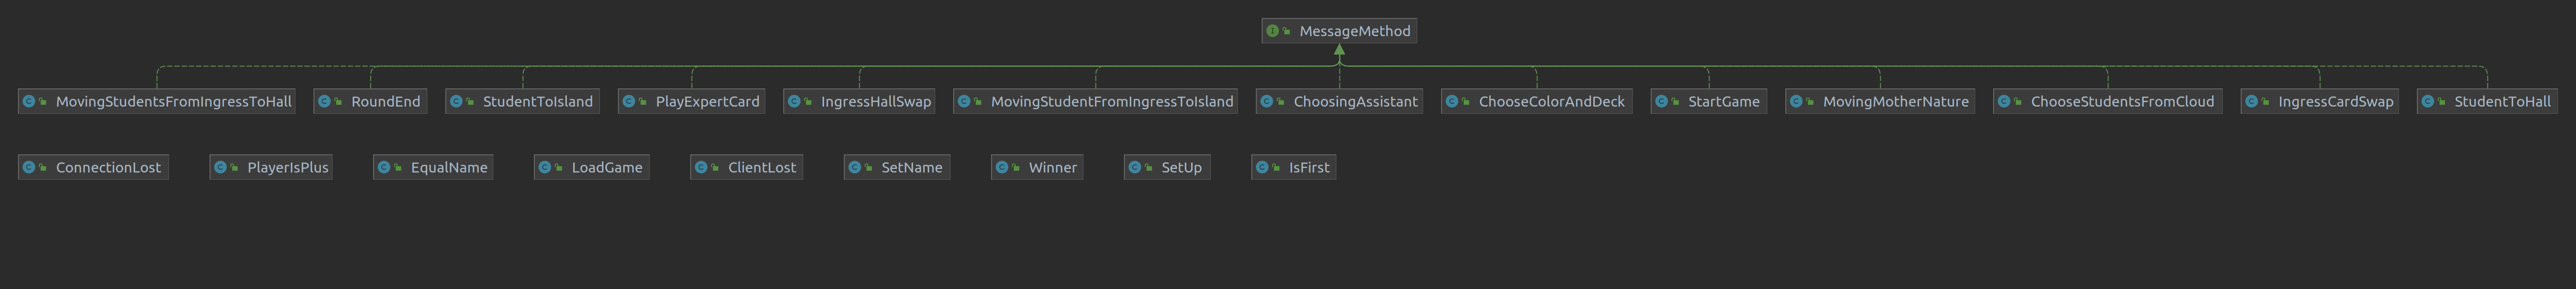 MessageMethod
MovingStudentsFromIngressToHall RoundEnd StudentToIsland PlayExpertCard IngressHallSwap MovingStudentFromIngressToIsland ChoosingAssistant ChooseColorAndDeck StartGame MovingMotherNature ChooseStudentsFromCloud IngressCardSwap StudentToHall
ConnectionLost PlayerIsPlus EqualName LoadGame ClientLost SetName Winner SetUp IsFirst